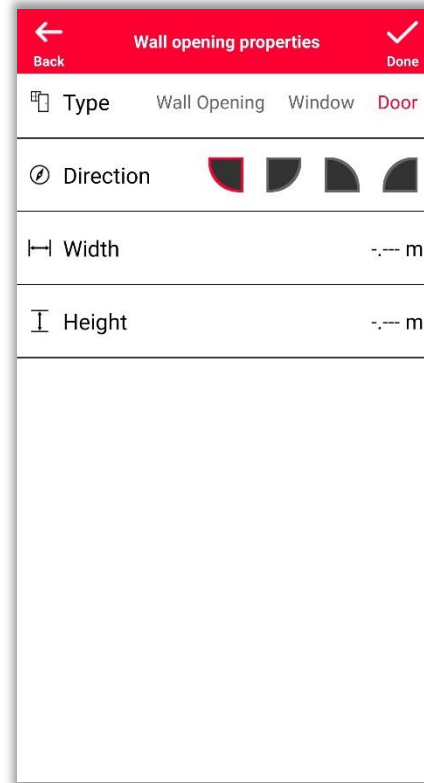 Wall opening properties
Back
Done
Type Wall Opening Window Door
Direction
Width -.--- m
Height -.--- m